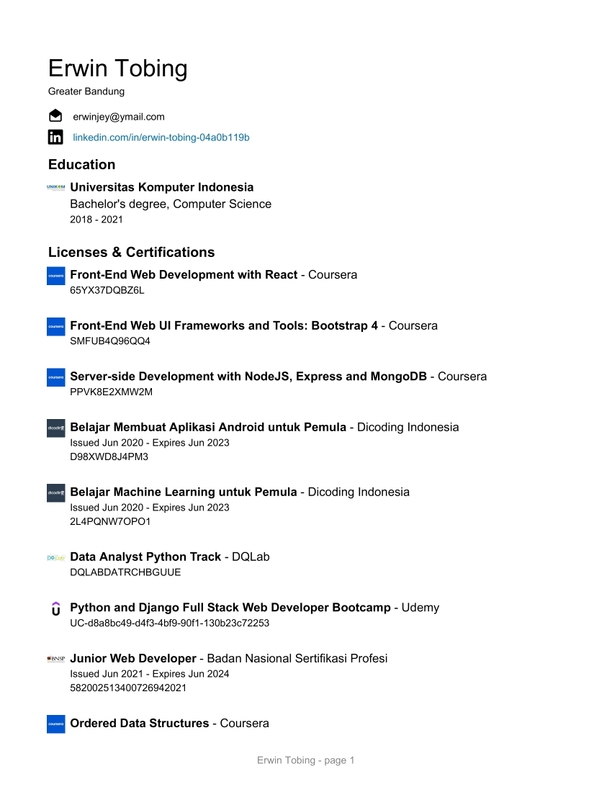 Erwin Tobing
Greater Bandung
erwinjey@ymail.com
linkedin.com/in/erwin-tobing-04a0b119b
Education
Universitas Komputer Indonesia
Bachelor's degree, Computer Science
2018 - 2021
Licenses & Certifications
coursera
Front-End Web Development with React - Coursera
65YX37DQBZ6L
coursera
Front-End Web UI Frameworks and Tools: Bootstrap 4 - Coursera
SMFUB4Q96QQ4
coursera
Server-side Development with NodeJS, Express and MongoDB - Coursera
PPVK8E2XMW2M
Belajar Membuat Aplikasi Android untuk Pemula - Dicoding Indonesia
Issued Jun 2020 - Expires Jun 2023
D98XWD8J4PM3
Belajar Machine Learning untuk Pemula - Dicoding Indonesia
Issued Jun 2020 - Expires Jun 2023
2L4PQNW7OPO1
Data Analyst Python Track - DQLab
DQLABDATRCHBGUUE
Python and Django Full Stack Web Developer Bootcamp - Udemy
UC-d8a8bc49-d4f3-4bf9-90f1-130b23c72253
BNSP
Junior Web Developer - Badan Nasional Sertifikasi Profesi
Issued Jun 2021 - Expires Jun 2024
582002513400726942021
coursera
Ordered Data Structures - Coursera
Erwin Tobing - page 1